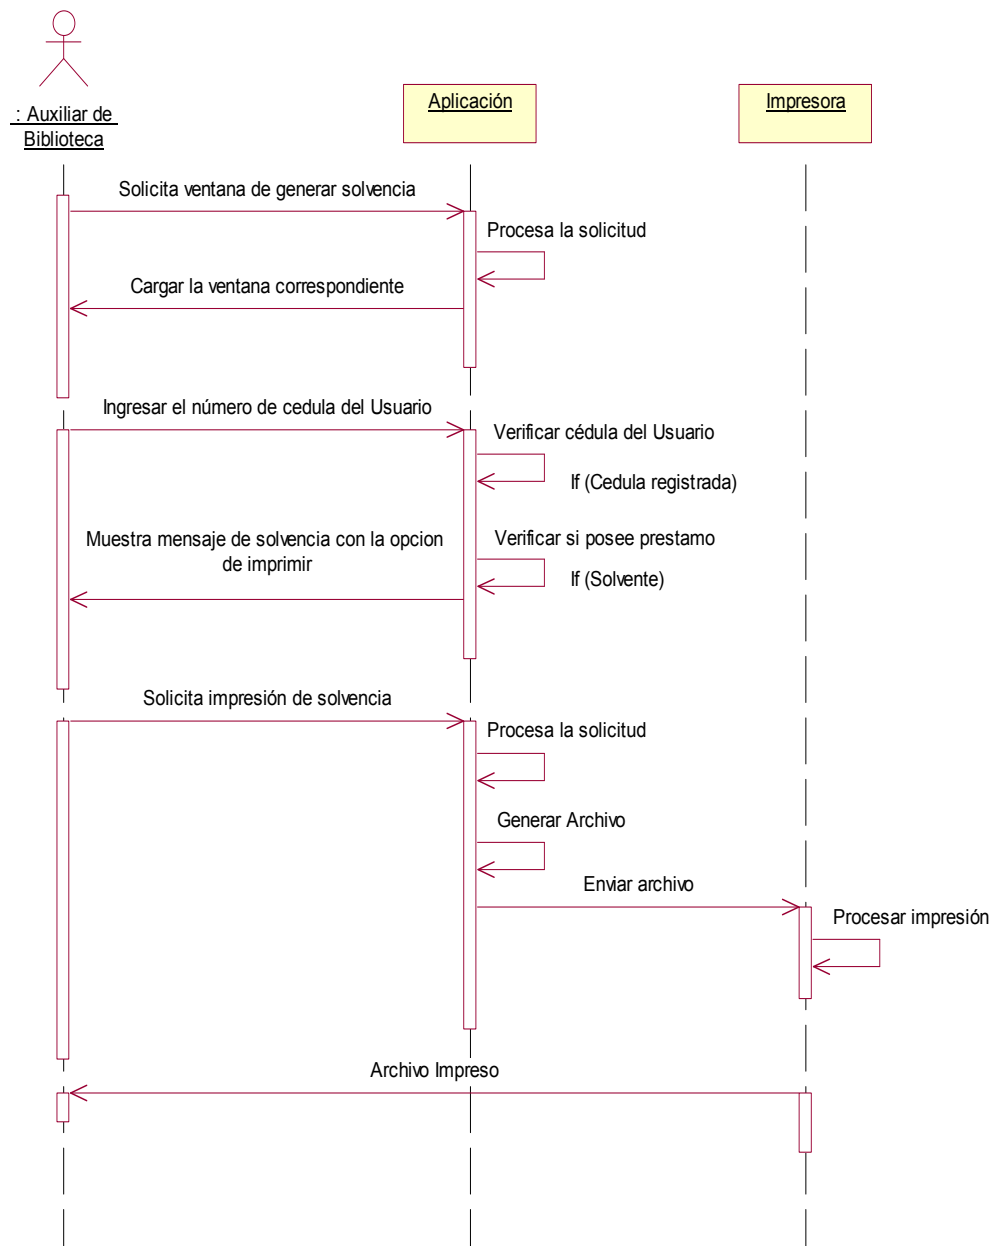 : Auxiliar de
Biblioteca
Aplicación
Impresora
Solicita ventana de generar solvencia
Procesa la solicitud
Cargar la ventana correspondiente
Ingresar el número de cedula del Usuario
Verificar cédula del Usuario
If (Cedula registrada)
Muestra mensaje de solvencia con la opcion
de imprimir
Verificar si posee prestamo
If (Solvente)
Solicita impresión de solvencia
Procesa la solicitud
Generar Archivo
Enviar archivo
Procesar impresión
Archivo Impreso